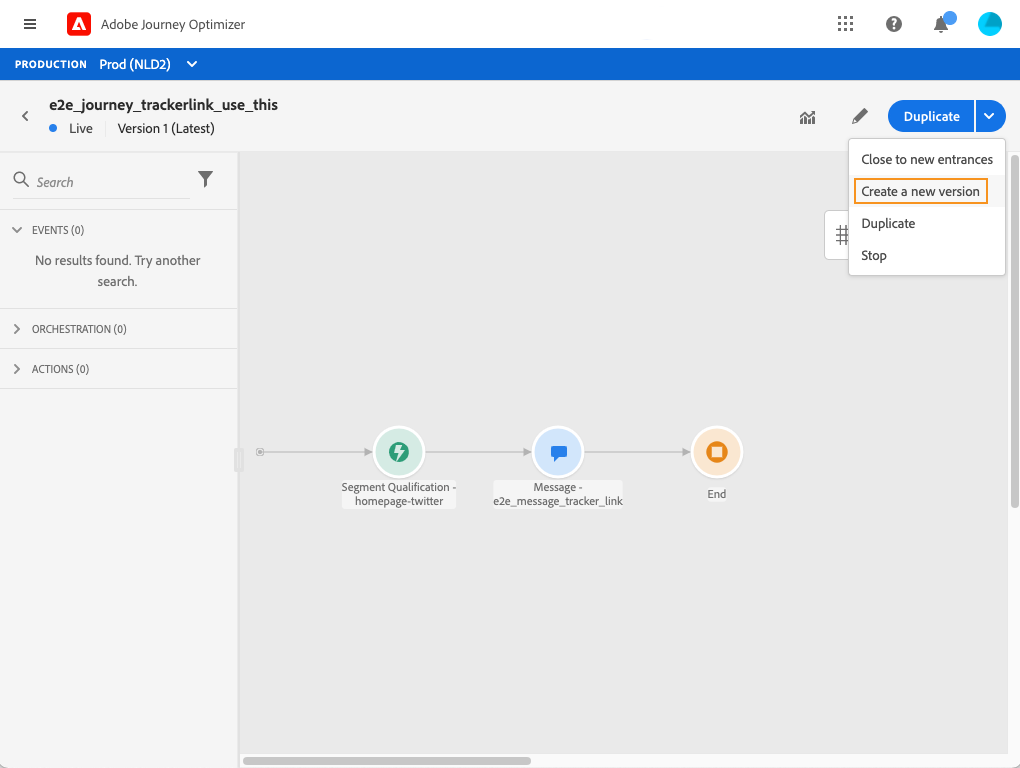 Adobe Journey Optimizer
PRODUCTION Prod (NLD2)
e2e_journey_trackerlink_use_this
Live Version 1 (Latest)
Duplicate
Close to new entrances
Create a new version
Duplicate
Stop
Search
EVENTS (0)
No results found. Try another
search.
ORCHESTRATION (0)
ACTIONS (0)
Segment Qualification -
homepage-twitter
Message -
e2e_message_tracker_link
End